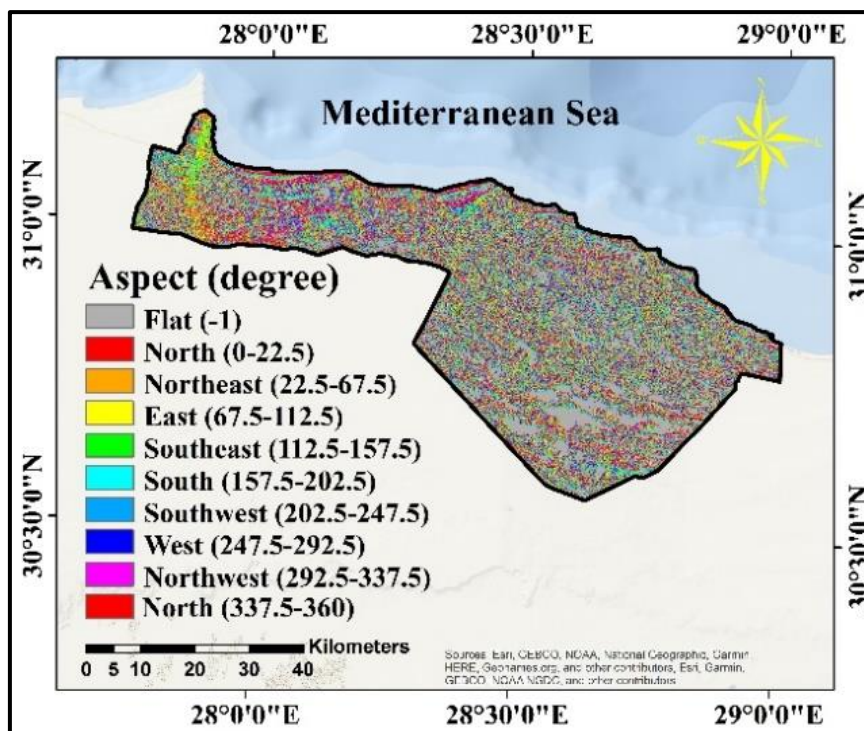 28°0'0"E 28°30'0"E 29°0'0"E
Mediterranean Sea
31°0'0"N
31°0'0"N
Aspect (degree)
Flat (-1)
North (0-22.5)
Northeast (22.5-67.5)
East (67.5-112.5)
Southeast (112.5-157.5)
South (157.5-202.5)
Southwest (202.5-247.5)
West (247.5-292.5)
Northwest (292.5-337.5)
North (337.5-360)
30°30'0"N
30°30'0"N
Kilometers
0 5 10 20 30 40
Sources: Esri, GEBCO, NOAA, National Geographic, Garmin,
HERE, Geonames.org, and other contributors, Esri, Garmin,
GEBCO, NOAA NGDC, and other contributors
28°0'0"E 28°30'0"E 29°0'0"E